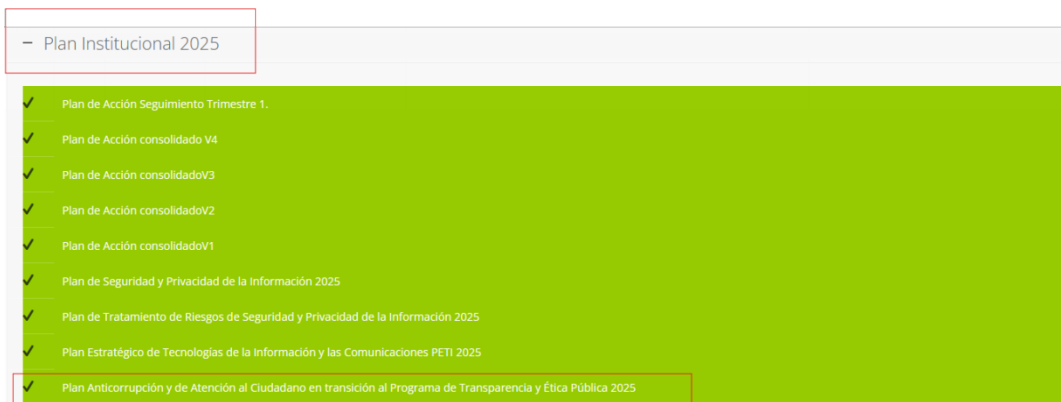 − Plan Institucional 2025
Plan de Acción Seguimiento Trimestre 1.
Plan de Acción consolidado V4
Plan de Acción consolidadoV3
Plan de Acción consolidadoV2
Plan de Acción consolidadoV1
Plan de Seguridad y Privacidad de la Información 2025
Plan de Tratamiento de Riesgos de Seguridad y Privacidad de la Información 2025
Plan Estratégico de Tecnologías de la Información y las Comunicaciones PETI 2025
Plan Anticorrupción y de Atención al Ciudadano en transición al Programa de Transparencia y Ética Pública 2025